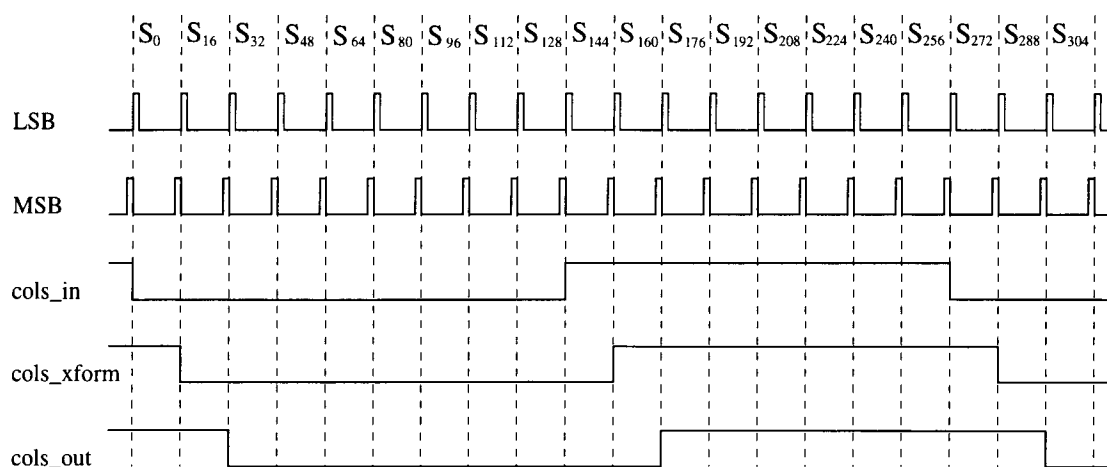 S0 S16 S32 S48 S64 S80 S96 S112 S128 S144 S160 S176 S192 S208 S224 S240 S256 S272 S288 S304
LSB
MSB
cols_in
cols_xform
cols_out